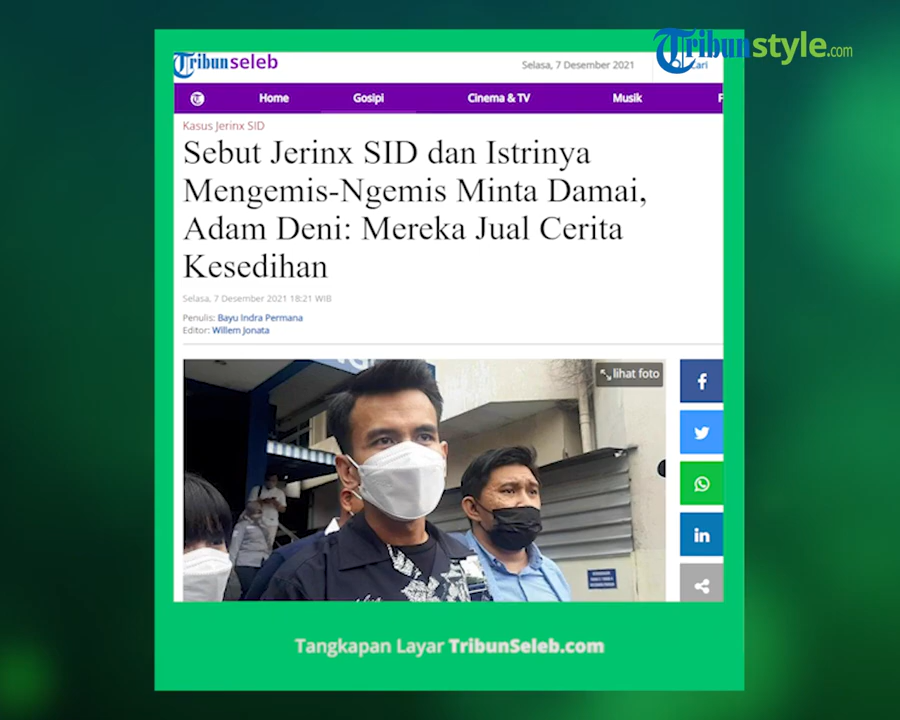 Tribunstyle.com
Tribunseleb
Selasa, 7 Desember 2021
Cari
Home Gosipi Cinema & TV Musik F
Kasus Jerinx SID
Sebut Jerinx SID dan Istrinya
Mengemis-Ngemis Minta Damai,
Adam Deni: Mereka Jual Cerita
Kesedihan
Selasa, 7 Desember 2021 18:21 WIB
Penulis: Bayu Indra Permana
Editor: Willem Jonata
lihat foto
Tangkapan Layar TribunSeleb.com